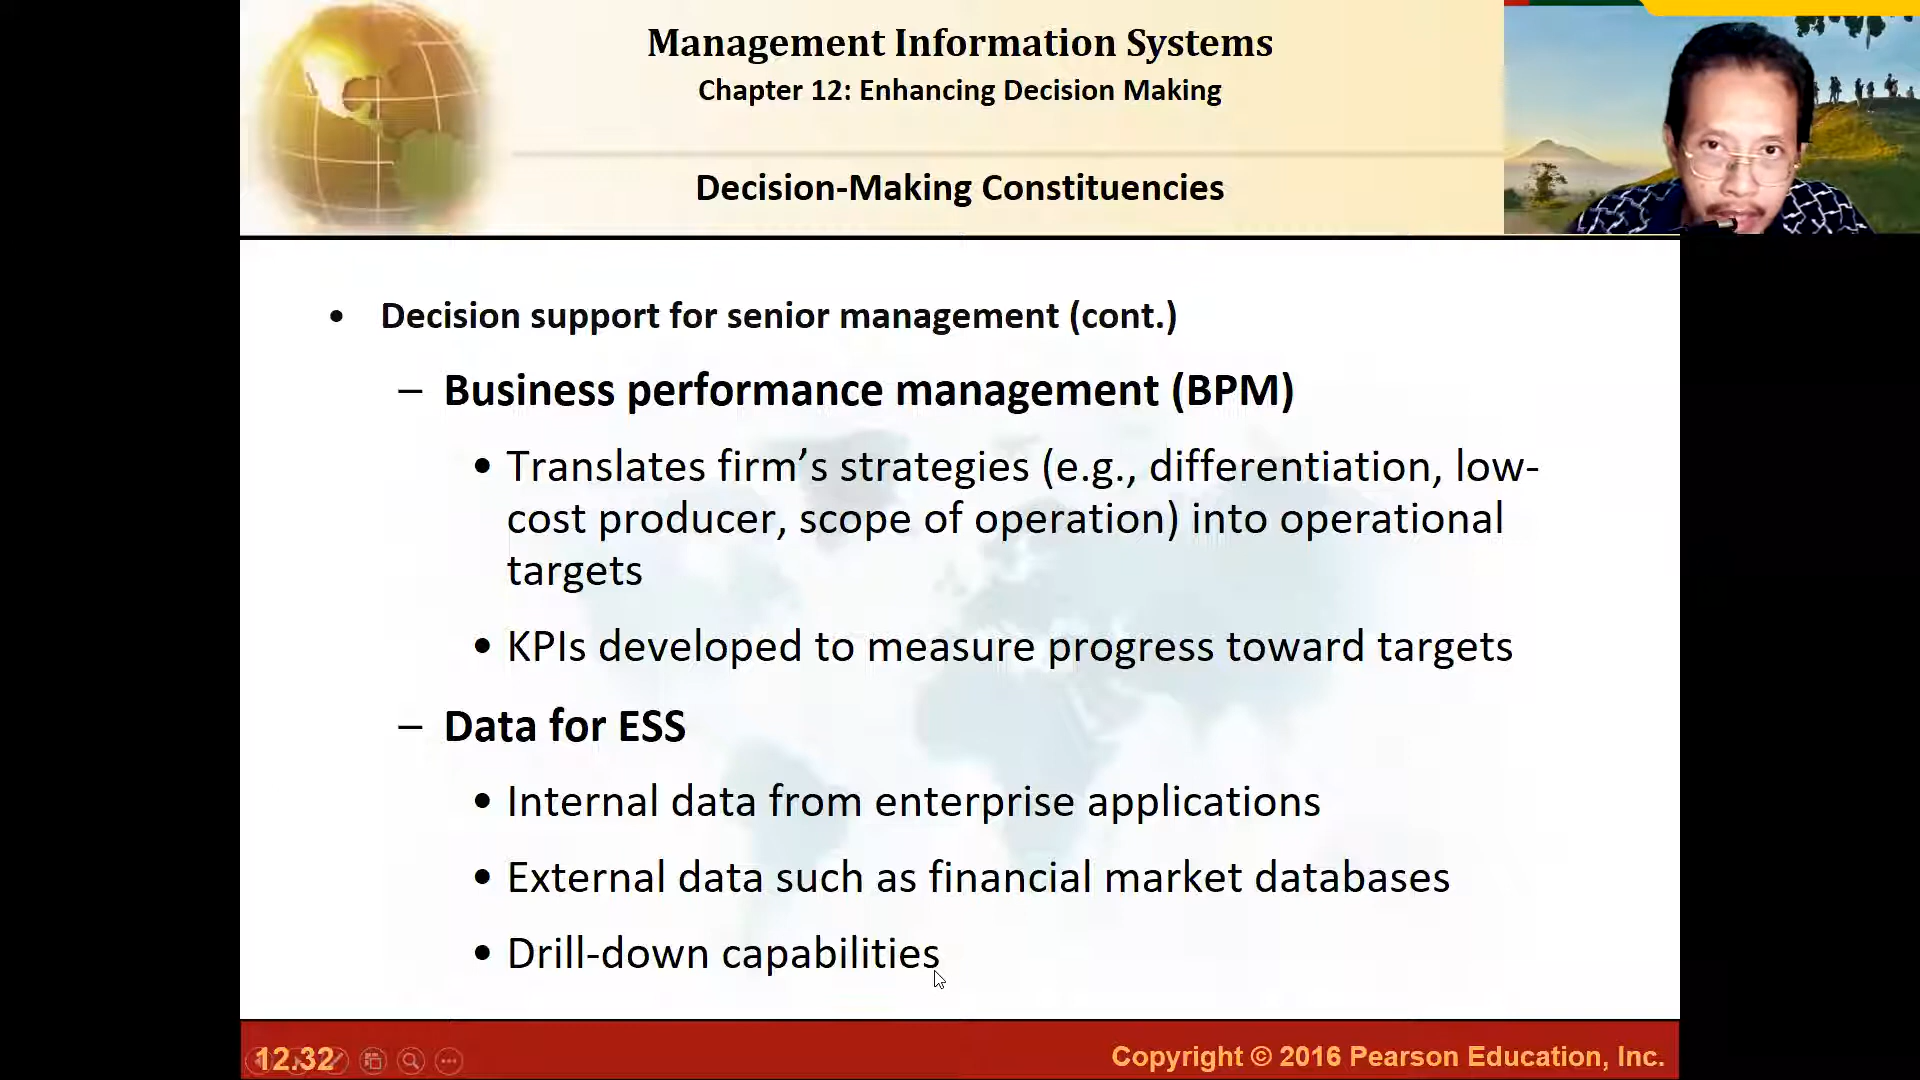 Management Information Systems
Chapter 12: Enhancing Decision Making
Decision-Making Constituencies
• Decision support for senior management (cont.)
– Business performance management (BPM)
• Translates firm’s strategies (e.g., differentiation, low-
cost producer, scope of operation) into operational
targets
• KPIs developed to measure progress toward targets
– Data for ESS
• Internal data from enterprise applications
• External data such as financial market databases
• Drill-down capabilities
12.32
Copyright © 2016 Pearson Education, Inc.